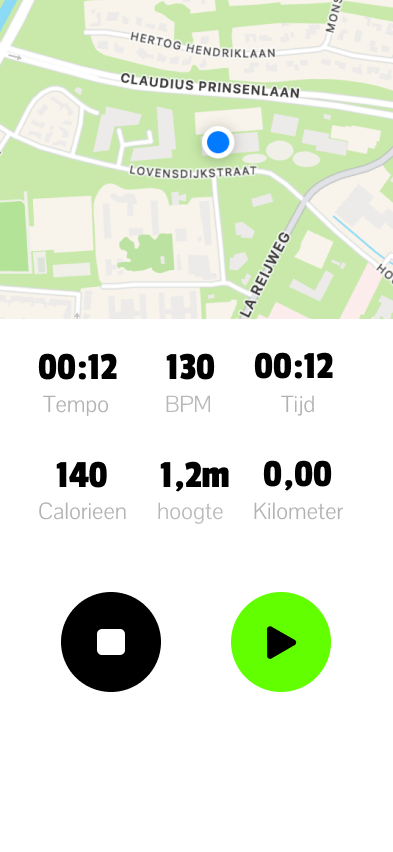 MONS
HERTOG HENDRIKLAAN
CLAUDIUS PRINSENLAAN
LOVENSDIJKSTRAAT
LA REIJWEG
HO
00:12 130 00:12
Tempo BPM Tijd
140 1,2m 0,00
Calorieen hoogte Kilometer